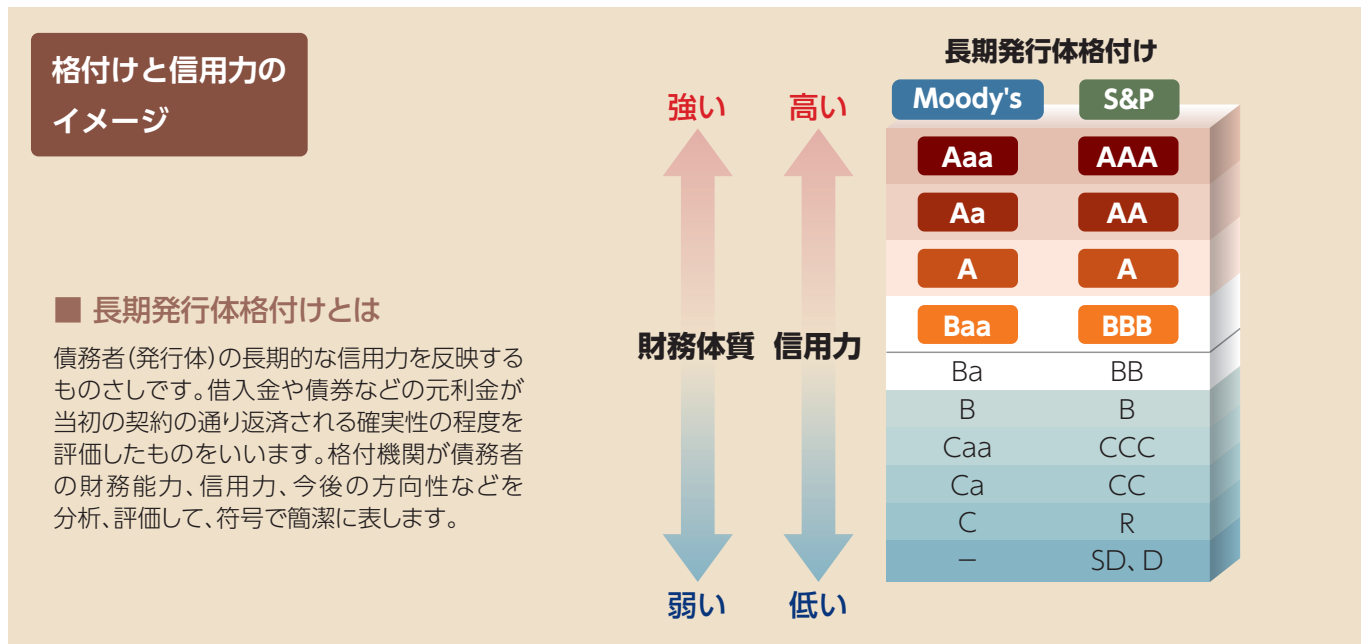 格付けと信用力の
イメージ
■ 長期発行体格付けとは
債務者(発行体)の長期的な信用力を反映する
ものさしです。借入金や債券などの元利金が
当初の契約の通り返済される確実性の程度を
評価したものをいいます。格付機関が債務者
の財務能力、信用力、今後の方向性などを
分析、評価して、符号で簡潔に表します。
強い 高い
財務体質 信用力
弱い 低い
長期発行体格付け
Moody's S&P
Aaa AAA
Aa AA
A A
Baa BBB
Ba BB
B B
Caa CCC
Ca CC
C R
− SD、D